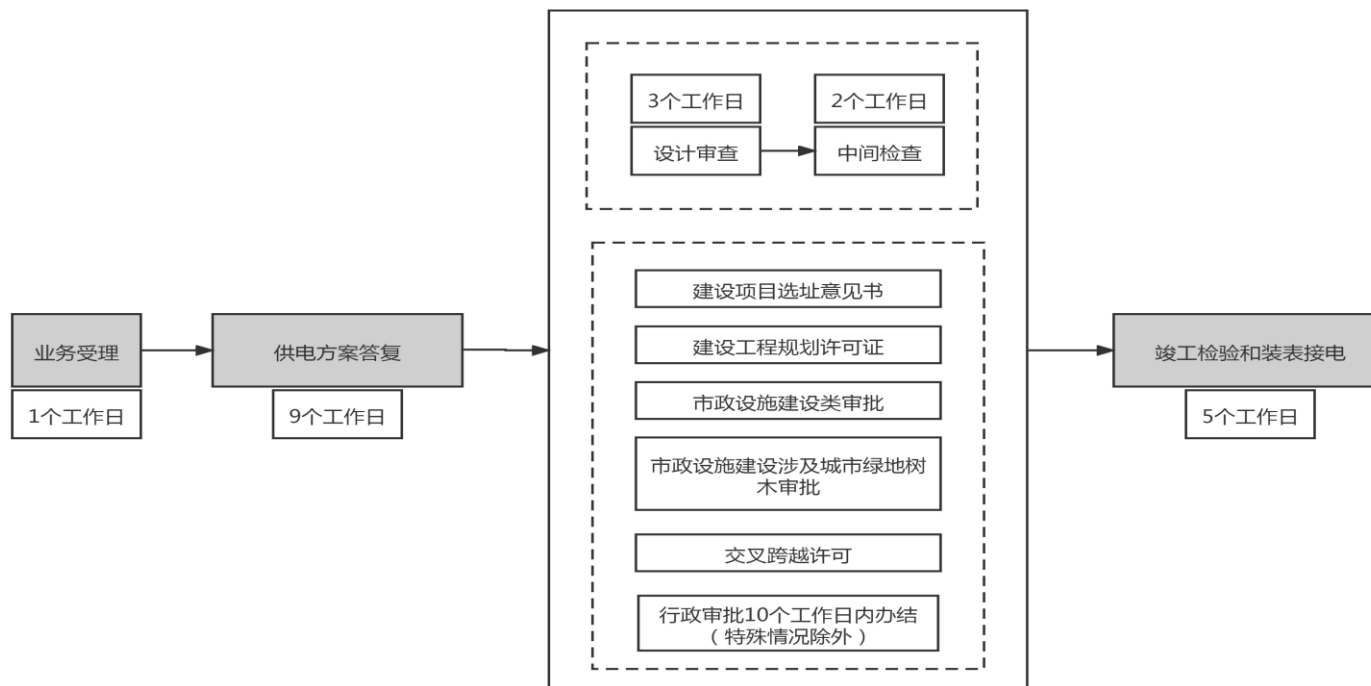 3个工作日
2个工作日
设计审查
中间检查
建设项目选址意见书
业务受理
供电方案答复
建设工程规划许可证
竣工检验和装表接电
1个工作日
9个工作日
市政设施建设类审批
5个工作日
市政设施建设涉及城市绿地树
木审批
交叉跨越许可
行政审批10个工作日内办结
（特殊情况除外）